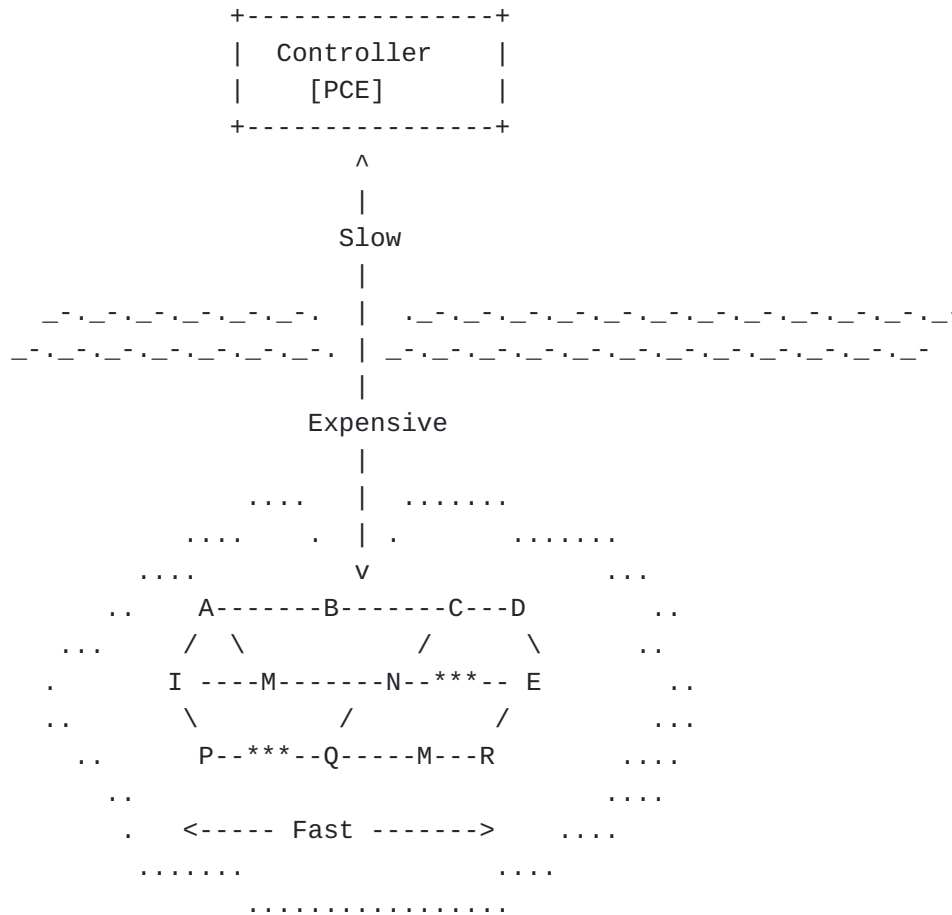 +----------------+
|  Controller    |
|    [PCE]       |
+----------------+
^
|
Slow
|
_-._-._-._-._-._-.  |  ._-._-._-._-._-._-._-._-._-._-._-._-
_-._-._-._-._-._-._-. | _-._-._-._-._-._-._-._-._-._-._-._-
|
Expensive
|
....   |  .......
....    .  | .       .......
....          v               ...
..    A-------B-------C---D        ..
...     /  \           /      \      ..
.       I ----M-------N--***-- E        ..
..       \         /         /         ...
..      P--***--Q-----M---R        ....
..                               ....
.   <----- Fast ------->    ....
.......                ....
.................